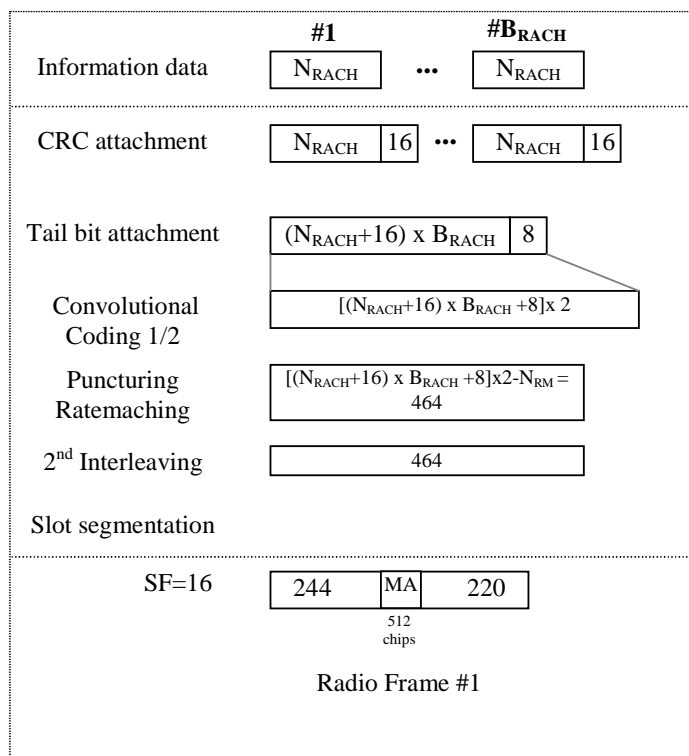 #1 #B_RACH
Information data N_RACH ... N_RACH
CRC attachment N_RACH 16 ... N_RACH 16
Tail bit attachment (N_RACH+16) x B_RACH 8
Convolutional
Coding 1/2
[(N_RACH+16) x B_RACH +8]x 2
Puncturing
Ratemaching
[(N_RACH+16) x B_RACH +8]x2-N_RM =
464
2nd Interleaving 464
Slot segmentation
SF=16 244 MA 220
512
chips
Radio Frame #1